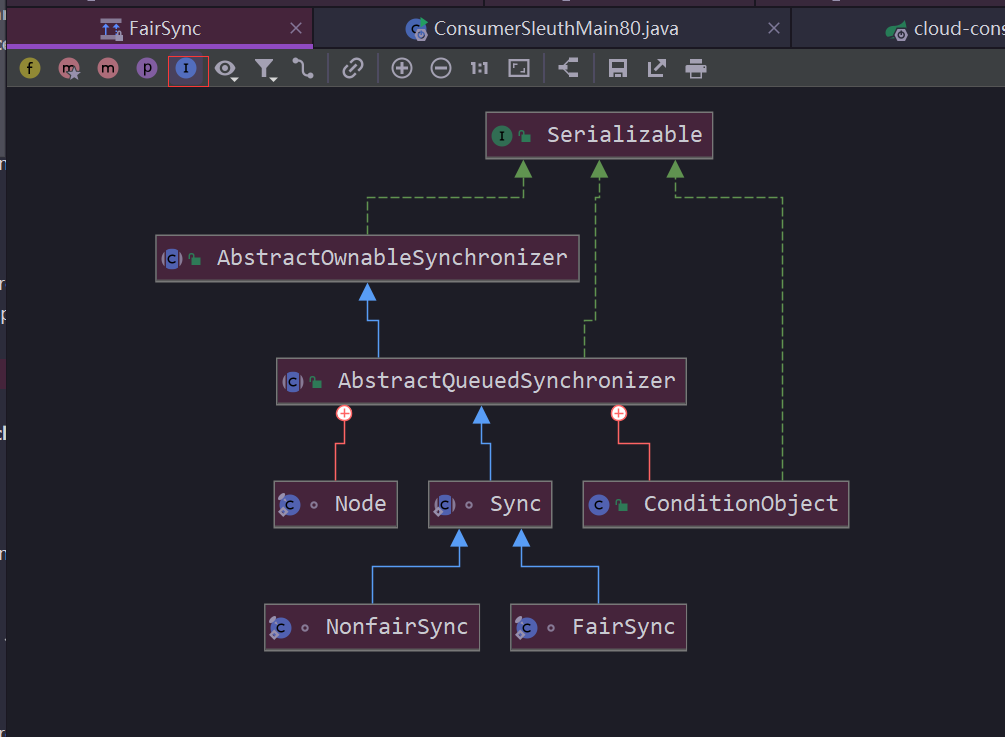 FairSync
ConsumerSleuthMain80.java
cloud-cons
f m m p I 1:1
I Serializable
C AbstractOwnableSynchronizer
C AbstractQueuedSynchronizer
C Node C Sync C ConditionObject
C NonfairSync C FairSync